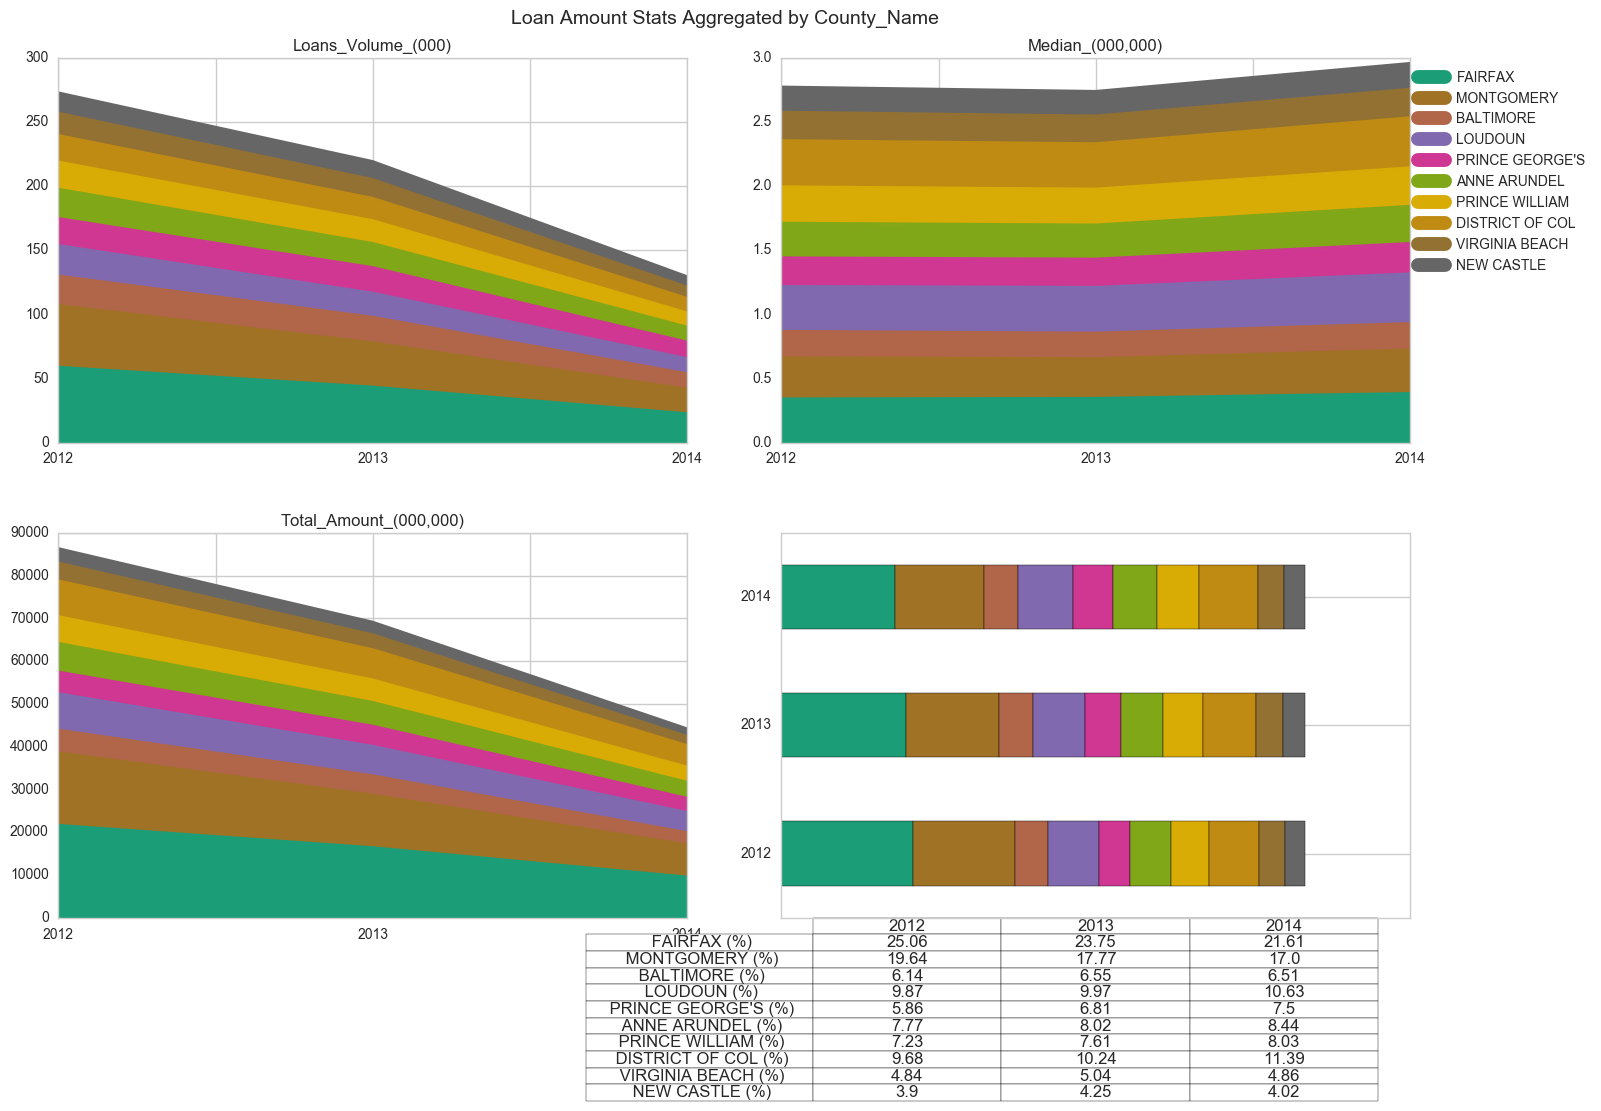 Loan Amount Stats Aggregated by County_Name
Loans_Volume_(000)
300
250
200
150
100
50
0
2012 2013 2014
Median_(000,000)
3.0
2.5
2.0
1.5
1.0
0.5
0.0
2012 2013 2014
FAIRFAX
MONTGOMERY
BALTIMORE
LOUDOUN
PRINCE GEORGE'S
ANNE ARUNDEL
PRINCE WILLIAM
DISTRICT OF COL
VIRGINIA BEACH
NEW CASTLE
Total_Amount_(000,000)
90000
80000
70000
60000
50000
40000
30000
20000
10000
0
2012 2013 2014
2014
2013
2012
2012 2013 2014
FAIRFAX (%) 25.06 23.75 21.61
MONTGOMERY (%) 19.64 17.77 17.0
BALTIMORE (%) 6.14 6.55 6.51
LOUDOUN (%) 9.87 9.97 10.63
PRINCE GEORGE'S (%) 5.86 6.81 7.5
ANNE ARUNDEL (%) 7.77 8.02 8.44
PRINCE WILLIAM (%) 7.23 7.61 8.03
DISTRICT OF COL (%) 9.68 10.24 11.39
VIRGINIA BEACH (%) 4.84 5.04 4.86
NEW CASTLE (%) 3.9 4.25 4.02